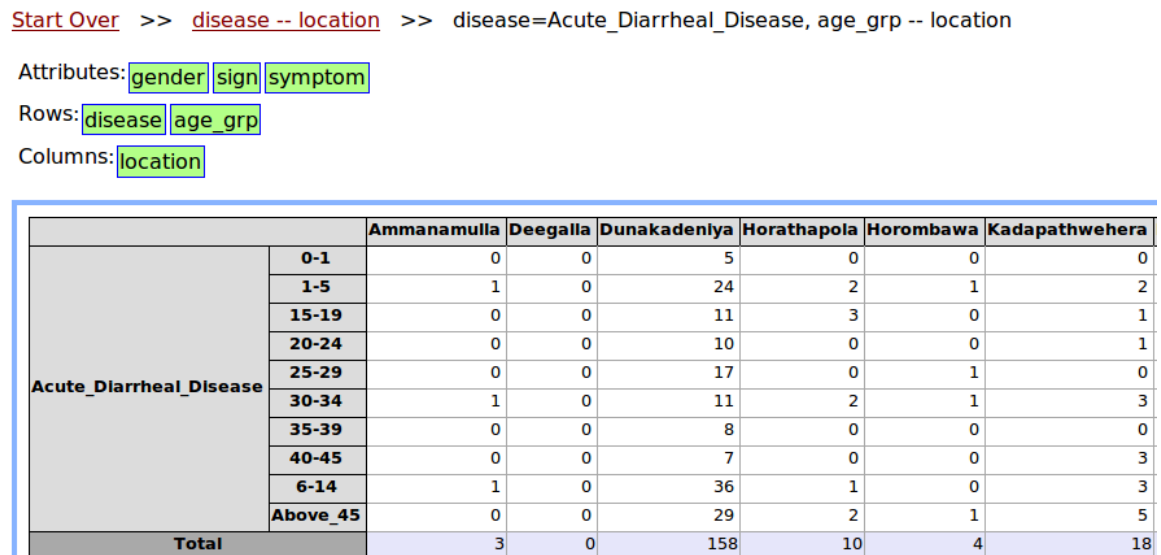 Start Over >> disease -- location >> disease=Acute_Diarrheal_Disease, age_grp -- location
Attributes: gender sign symptom
Rows: disease age_grp
Columns: location
Ammanamulla Deegalla Dunakadeniya Horathapola Horombawa Kadapathwehera
0-1 0 0 5 0 0 0
1-5 1 0 24 2 1 2
15-19 0 0 11 3 0 1
20-24 0 0 10 0 0 1
25-29 0 0 17 0 1 0
Acute_Diarrheal_Disease
30-34 1 0 11 2 1 3
35-39 0 0 8 0 0 0
40-45 0 0 7 0 0 3
6-14 1 0 36 1 0 3
Above_45 0 0 29 2 1 5
Total 3 0 158 10 4 18